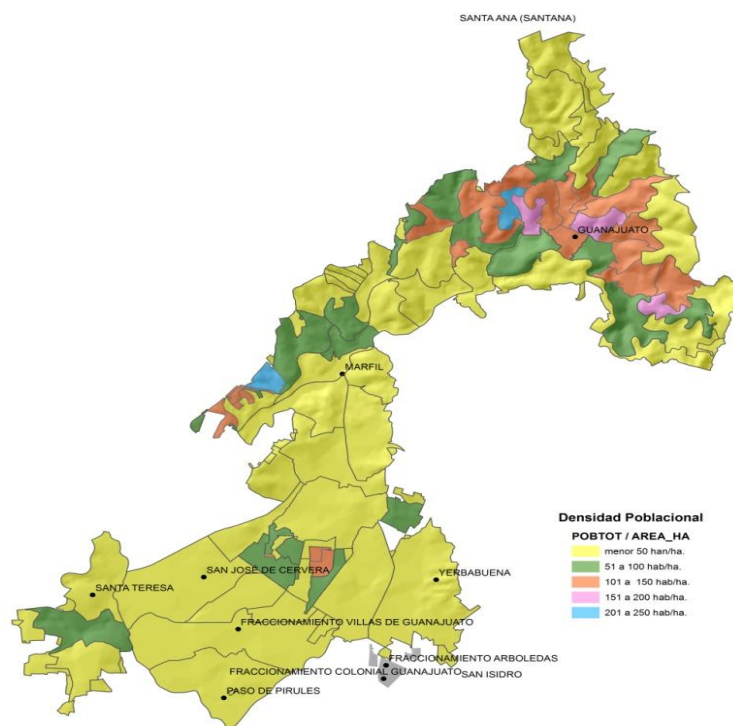 SANTA ANA (SANTANA)
GUANAJUATO
MARFIL
Densidad Poblacional
POBTOT / AREA_HA
menor 50 han/ha.
51 a 100 hab/ha.
101 a 150 hab/ha.
151 a 200 hab/ha.
201 a 250 hab/ha.
SAN JOSÉ DE CERVERA
YERBABUENA
SANTA TERESA
FRACCIONAMIENTO VILLAS DE GUANAJUATO
FRACCIONAMIENTO ARBOLEDAS
FRACCIONAMIENTO COLONIAL GUANAJUATO
SAN ISIDRO
PASO DE PIRULES